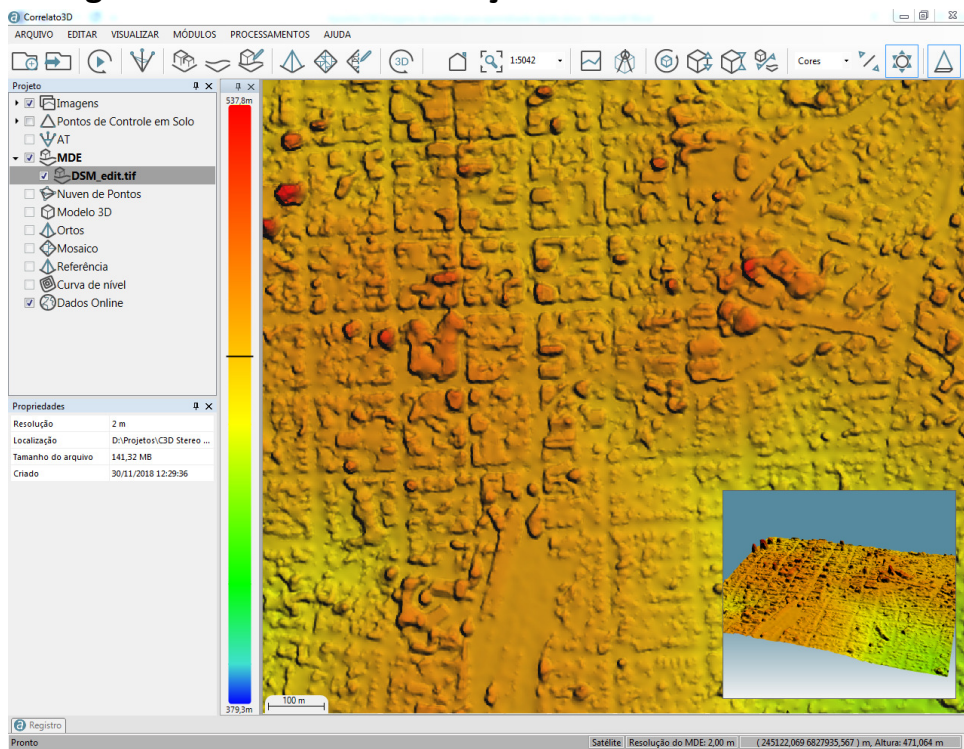 Correlato3D
ARQUIVO EDITAR VISUALIZAR MÓDULOS PROCESSAMENTOS AJUDA
3D
1:5042
Cores
Projeto
Imagens
Pontos de Controle em Solo
AT
MDE
DSM_edit.tif
Nuven de Pontos
Modelo 3D
Ortos
Mosaico
Referência
Curva de nível
Dados Online
Propriedades
Resolução 2 m
Localização D:\Projetos\C3D Stereo ...
Tamanho do arquivo 141,32 MB
Criado 30/11/2018 12:29:36
537,8m
379,3m
100 m
Registro
Pronto
Satélite Resolução do MDE: 2,00 m ( 245122,069 6827935,567 ) m, Altura: 471,064 m